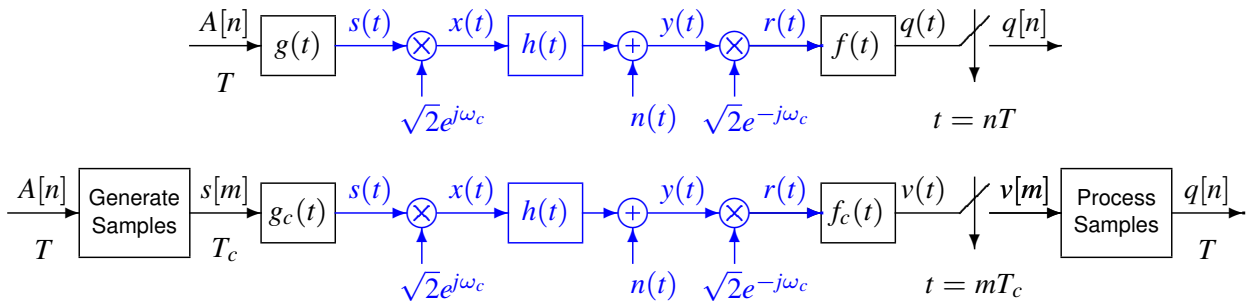 A[n] s(t) x(t) y(t) r(t) q(t) q[n]
g(t) × h(t) + × f(t)
T √2e^{jω_c} n(t) √2e^{−jω_c} t = nT
A[n] s[m] s(t) x(t) y(t) r(t) v(t) v[m] q[n]
Generate Samples g_c(t) × h(t) + × f_c(t) Process Samples
T T_c √2e^{jω_c} n(t) √2e^{−jω_c} t = mT_c T